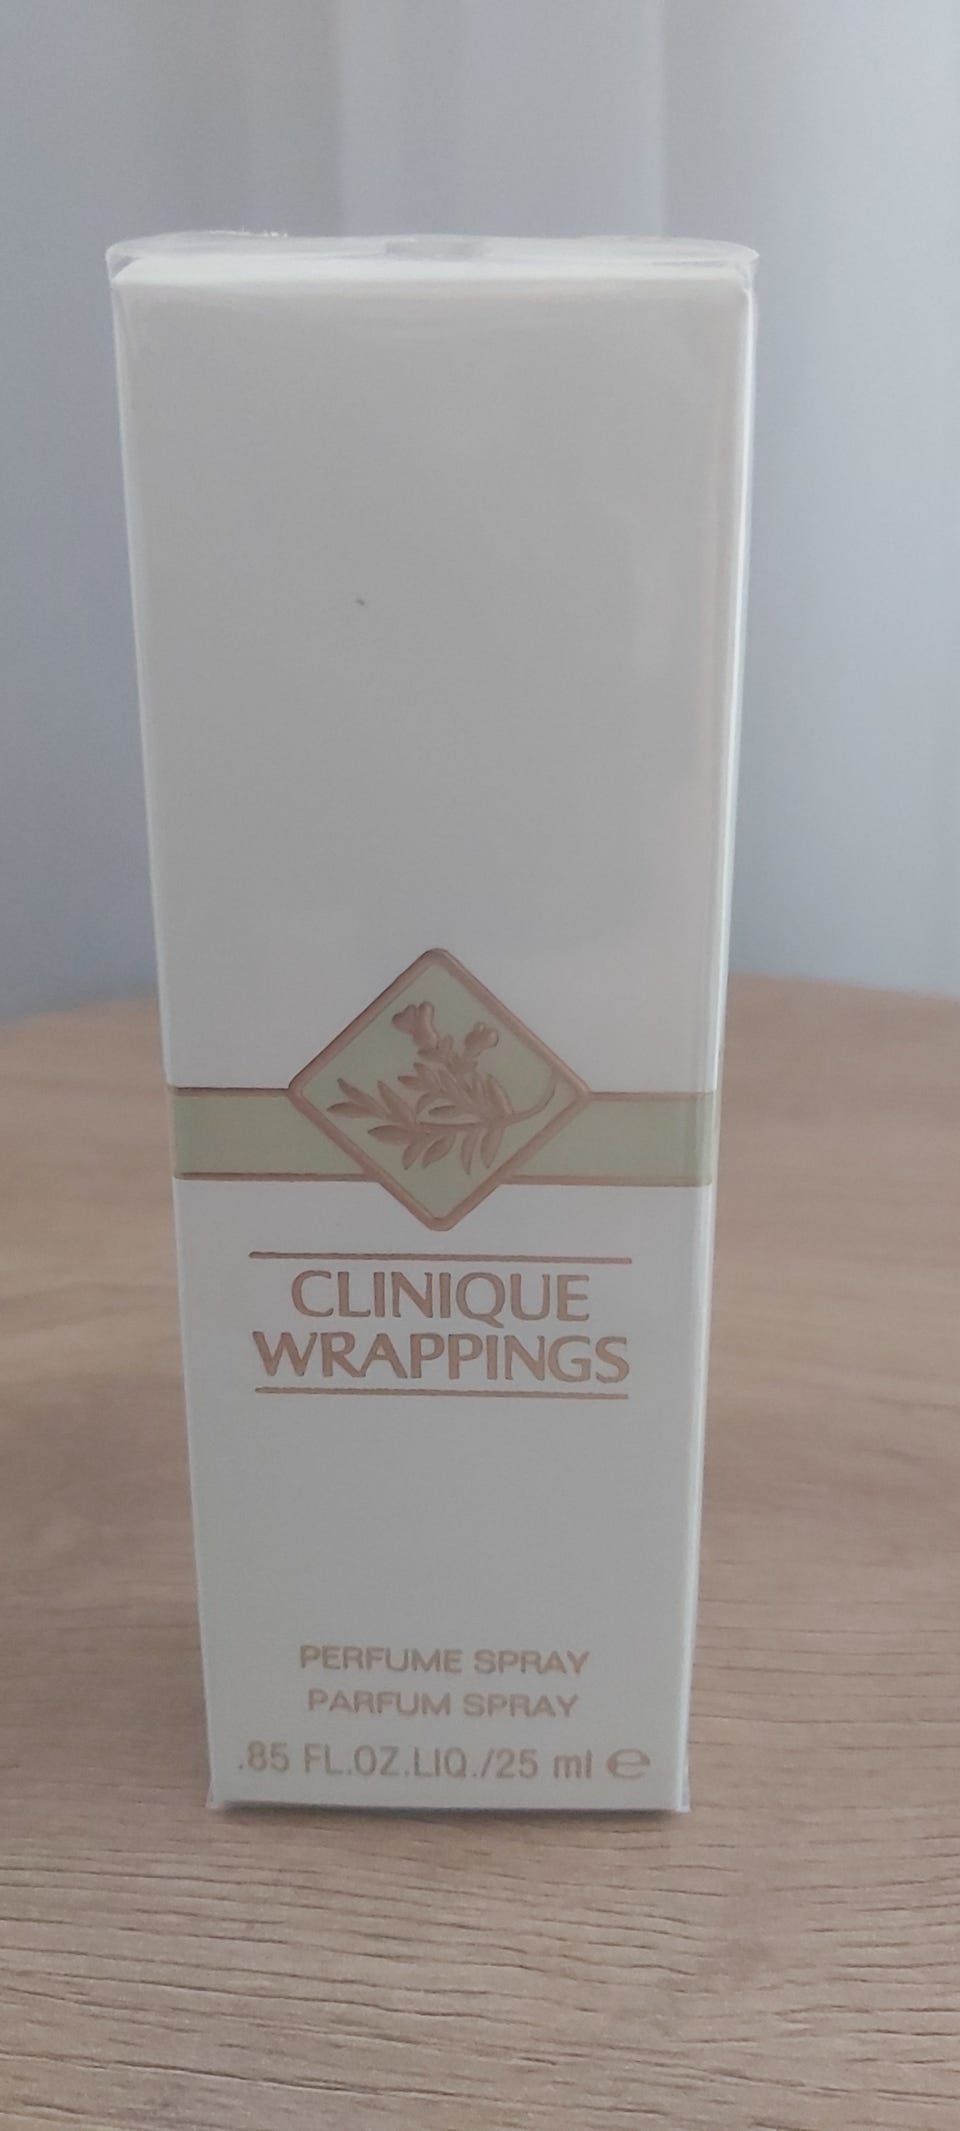 CLINIQUE
WRAPPINGS
PERFUME SPRAY
PARFUM SPRAY
.85 FL.OZ.LIQ./25 ml ℮